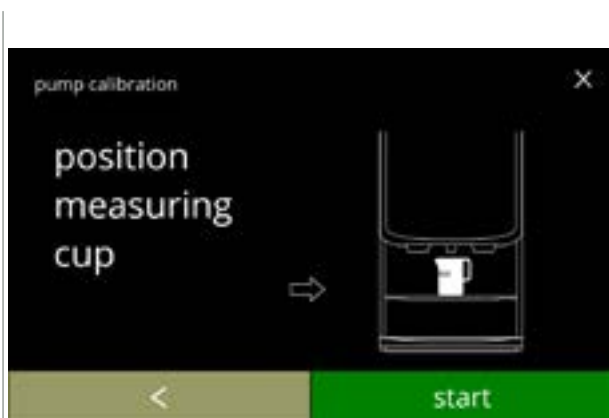 pump calibration
X
position
measuring
cup
<
start